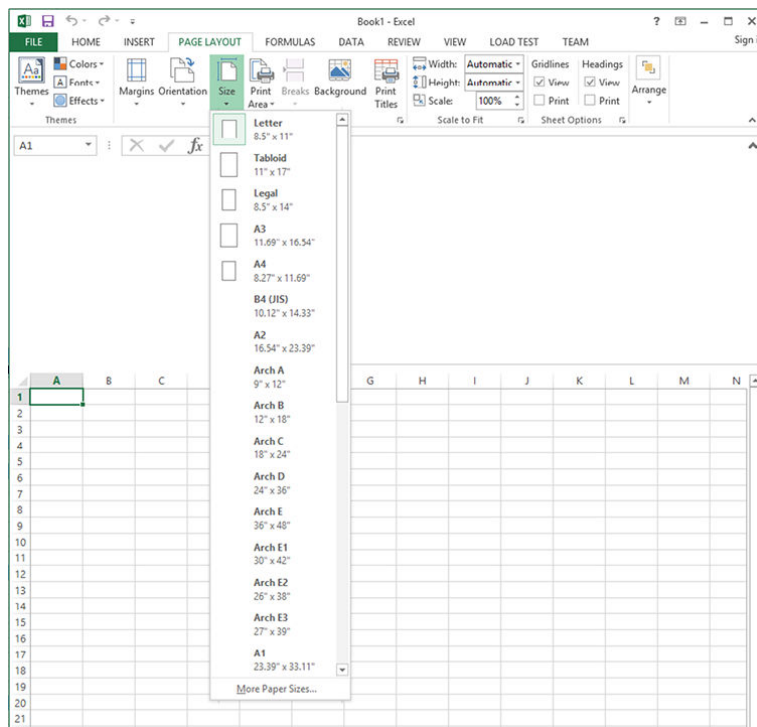 Book1 - Excel
?
FILE HOME INSERT PAGE LAYOUT FORMULAS DATA REVIEW VIEW LOAD TEST TEAM Sign
Aa Colors Width: Automatic Gridlines Headings
A Fonts Height: Automatic View View
Themes Effects Margins Orientation Size Print Area Breaks Background Print Titles Scale: 100% Print Print Arrange
Themes Scale to Fit Sheet Options
A1 fx
Letter
8.5" x 11"
Tabloid
11" x 17"
Legal
8.5" x 14"
A3
11.69" x 16.54"
A4
8.27" x 11.69"
B4 (JIS)
10.12" x 14.33"
A2
16.54" x 23.39"
Arch A
9" x 12"
Arch B
12" x 18"
Arch C
18" x 24"
Arch D
24" x 36"
Arch E
36" x 48"
Arch E1
30" x 42"
Arch E2
26" x 38"
Arch E3
27" x 39"
A1
23.39" x 33.11"
More Paper Sizes...
A B C G H I J K L M N
1
2
3
4
5
6
7
8
9
10
11
12
13
14
15
16
17
18
19
20
21